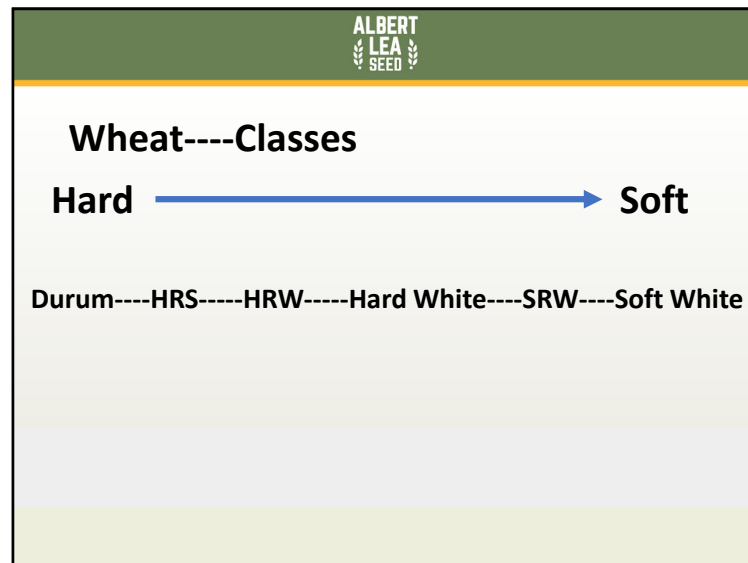 ALBERT
LEA
SEED
Wheat----Classes
Hard Soft
Durum----HRS-----HRW-----Hard White----SRW----Soft White